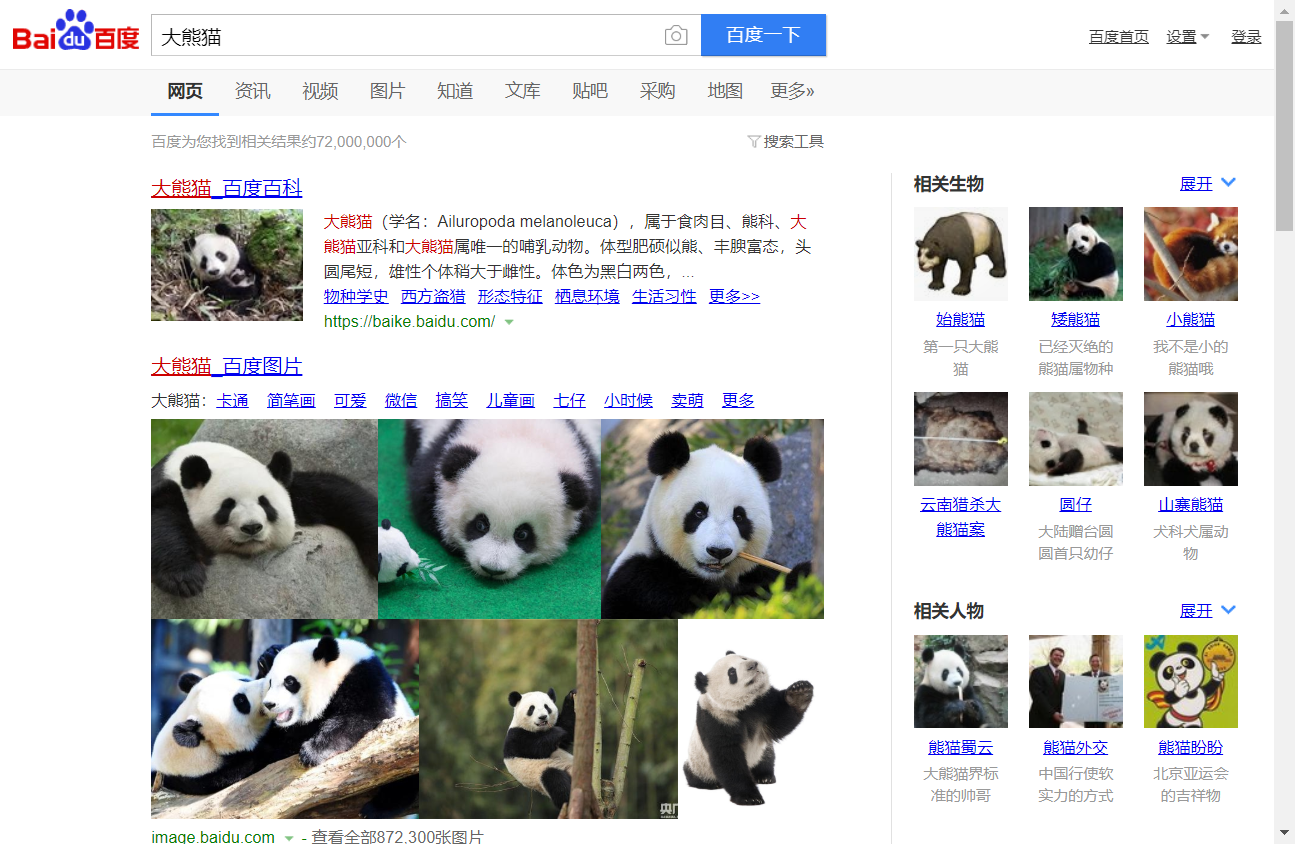 Bai du 百度
大熊猫
百度一下
百度首页 设置 登录
网页 资讯 视频 图片 知道 文库 贴吧 采购 地图 更多»
百度为您找到相关结果约72,000,000个
搜索工具
大熊猫_百度百科
大熊猫（学名：Ailuropoda melanoleuca），属于食肉目、熊科、大
熊猫亚科和大熊猫属唯一的哺乳动物。体型肥硕似熊、丰腴富态，头
圆尾短，雄性个体稍大于雌性。体色为黑白两色，...
物种学史 西方盗猎 形态特征 栖息环境 生活习性 更多>>
https://baike.baidu.com/
大熊猫_百度图片
大熊猫：卡通 简笔画 可爱 微信 搞笑 儿童画 七仔 小时候 卖萌 更多
image.baidu.com - 查看全部872,300张图片
相关生物 展开
始熊猫 矮熊猫 小熊猫
第一只大熊 已经灭绝的 我不是小的
猫 熊猫属物种 熊猫哦
云南猎杀大 圆仔 山寨熊猫
熊猫案 大陆赠台圆 犬科犬属动
圆首只幼仔 物
相关人物 展开
熊猫蜀云 熊猫外交 熊猫盼盼
大熊猫界标 中国行使软 北京亚运会
准的帅哥 实力的方式 的吉祥物